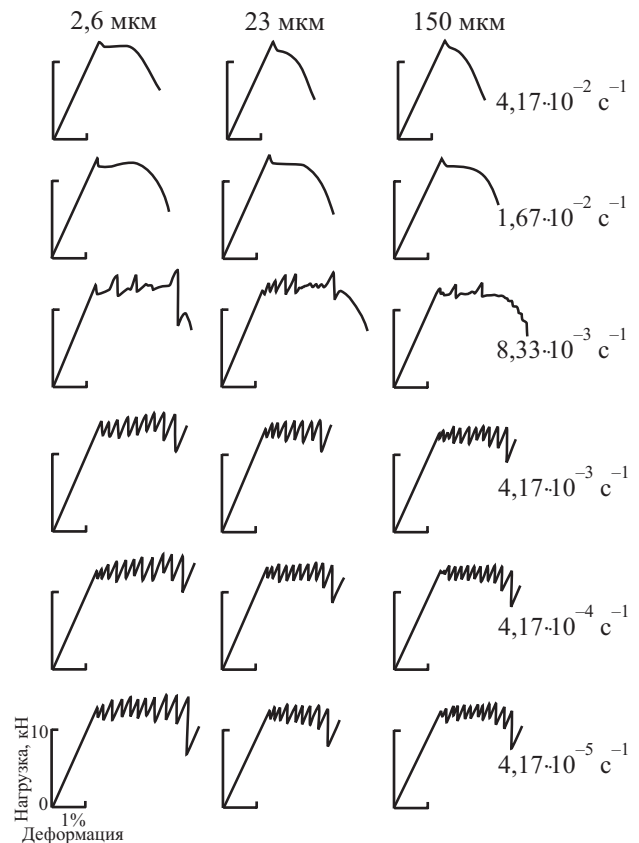 2,6 мкм 23 мкм 150 мкм
4,17·10⁻² с⁻¹
1,67·10⁻² с⁻¹
8,33·10⁻³ с⁻¹
4,17·10⁻³ с⁻¹
4,17·10⁻⁴ с⁻¹
4,17·10⁻⁵ с⁻¹
Нагрузка, кН
10
0
1%
Деформация